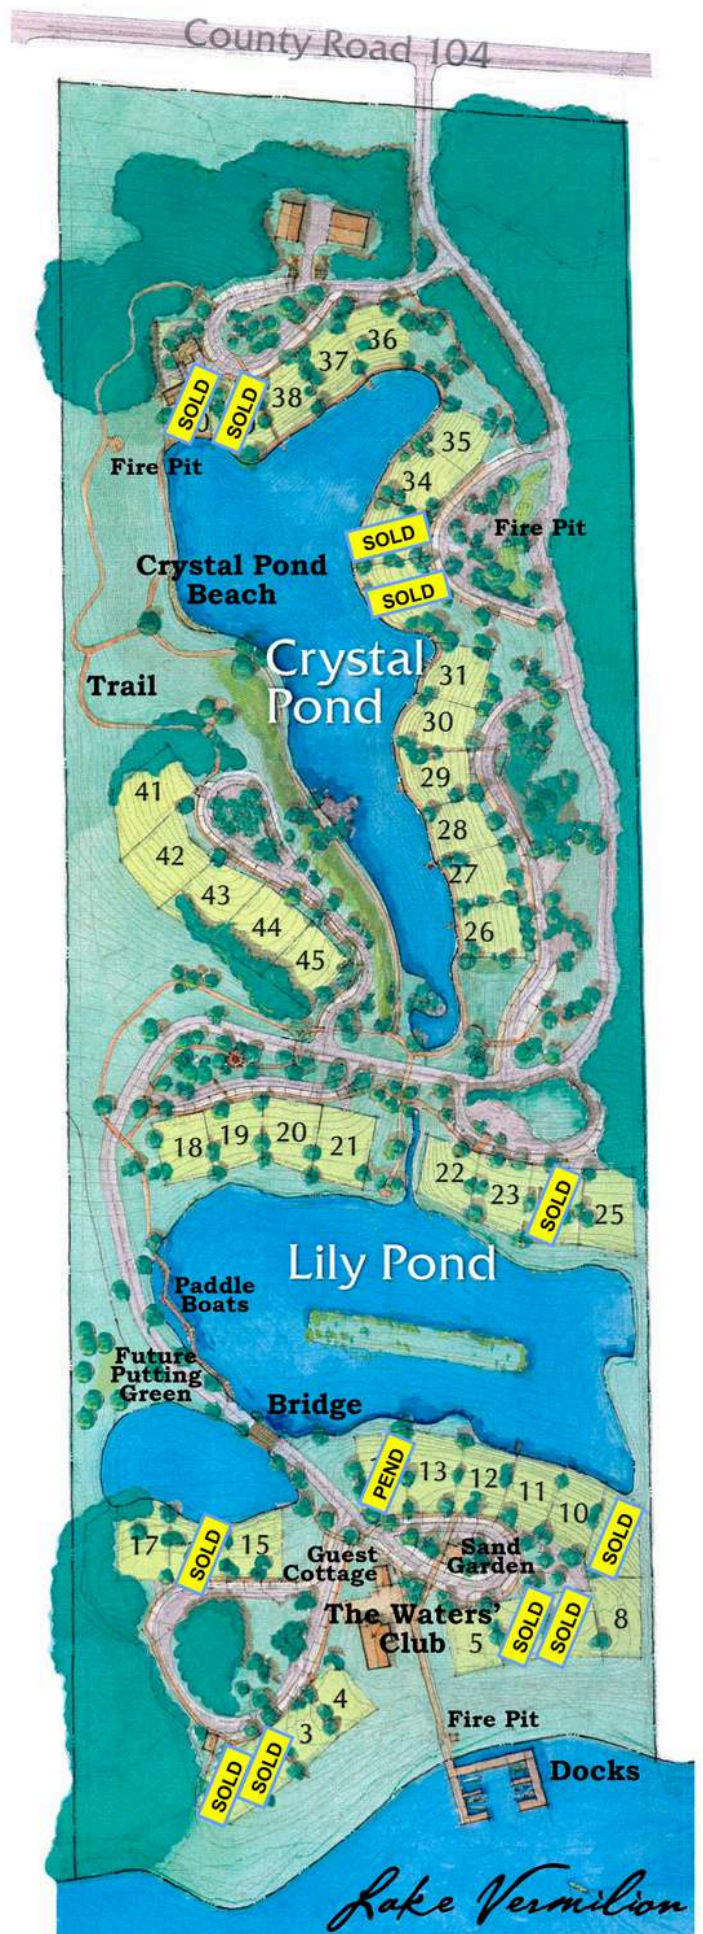 County Road 104
36
37
38
SOLD
SOLD
0
35
34
Fire Pit
Fire Pit
SOLD
SOLD
Crystal Pond
Beach
Crystal
Pond
Trail
31
30
29
28
27
26
41
42
43
44
45
18
19
20
21
22
23
SOLD
25
Lily Pond
Paddle
Boats
Future
Putting
Green
Bridge
PEND
13
12
11
10
SOLD
17
SOLD
15
Guest
Cottage
Sand
Garden
The Waters'
Club
5
SOLD
SOLD
8
4
3
SOLD
SOLD
Fire Pit
Docks
Lake Vermilion